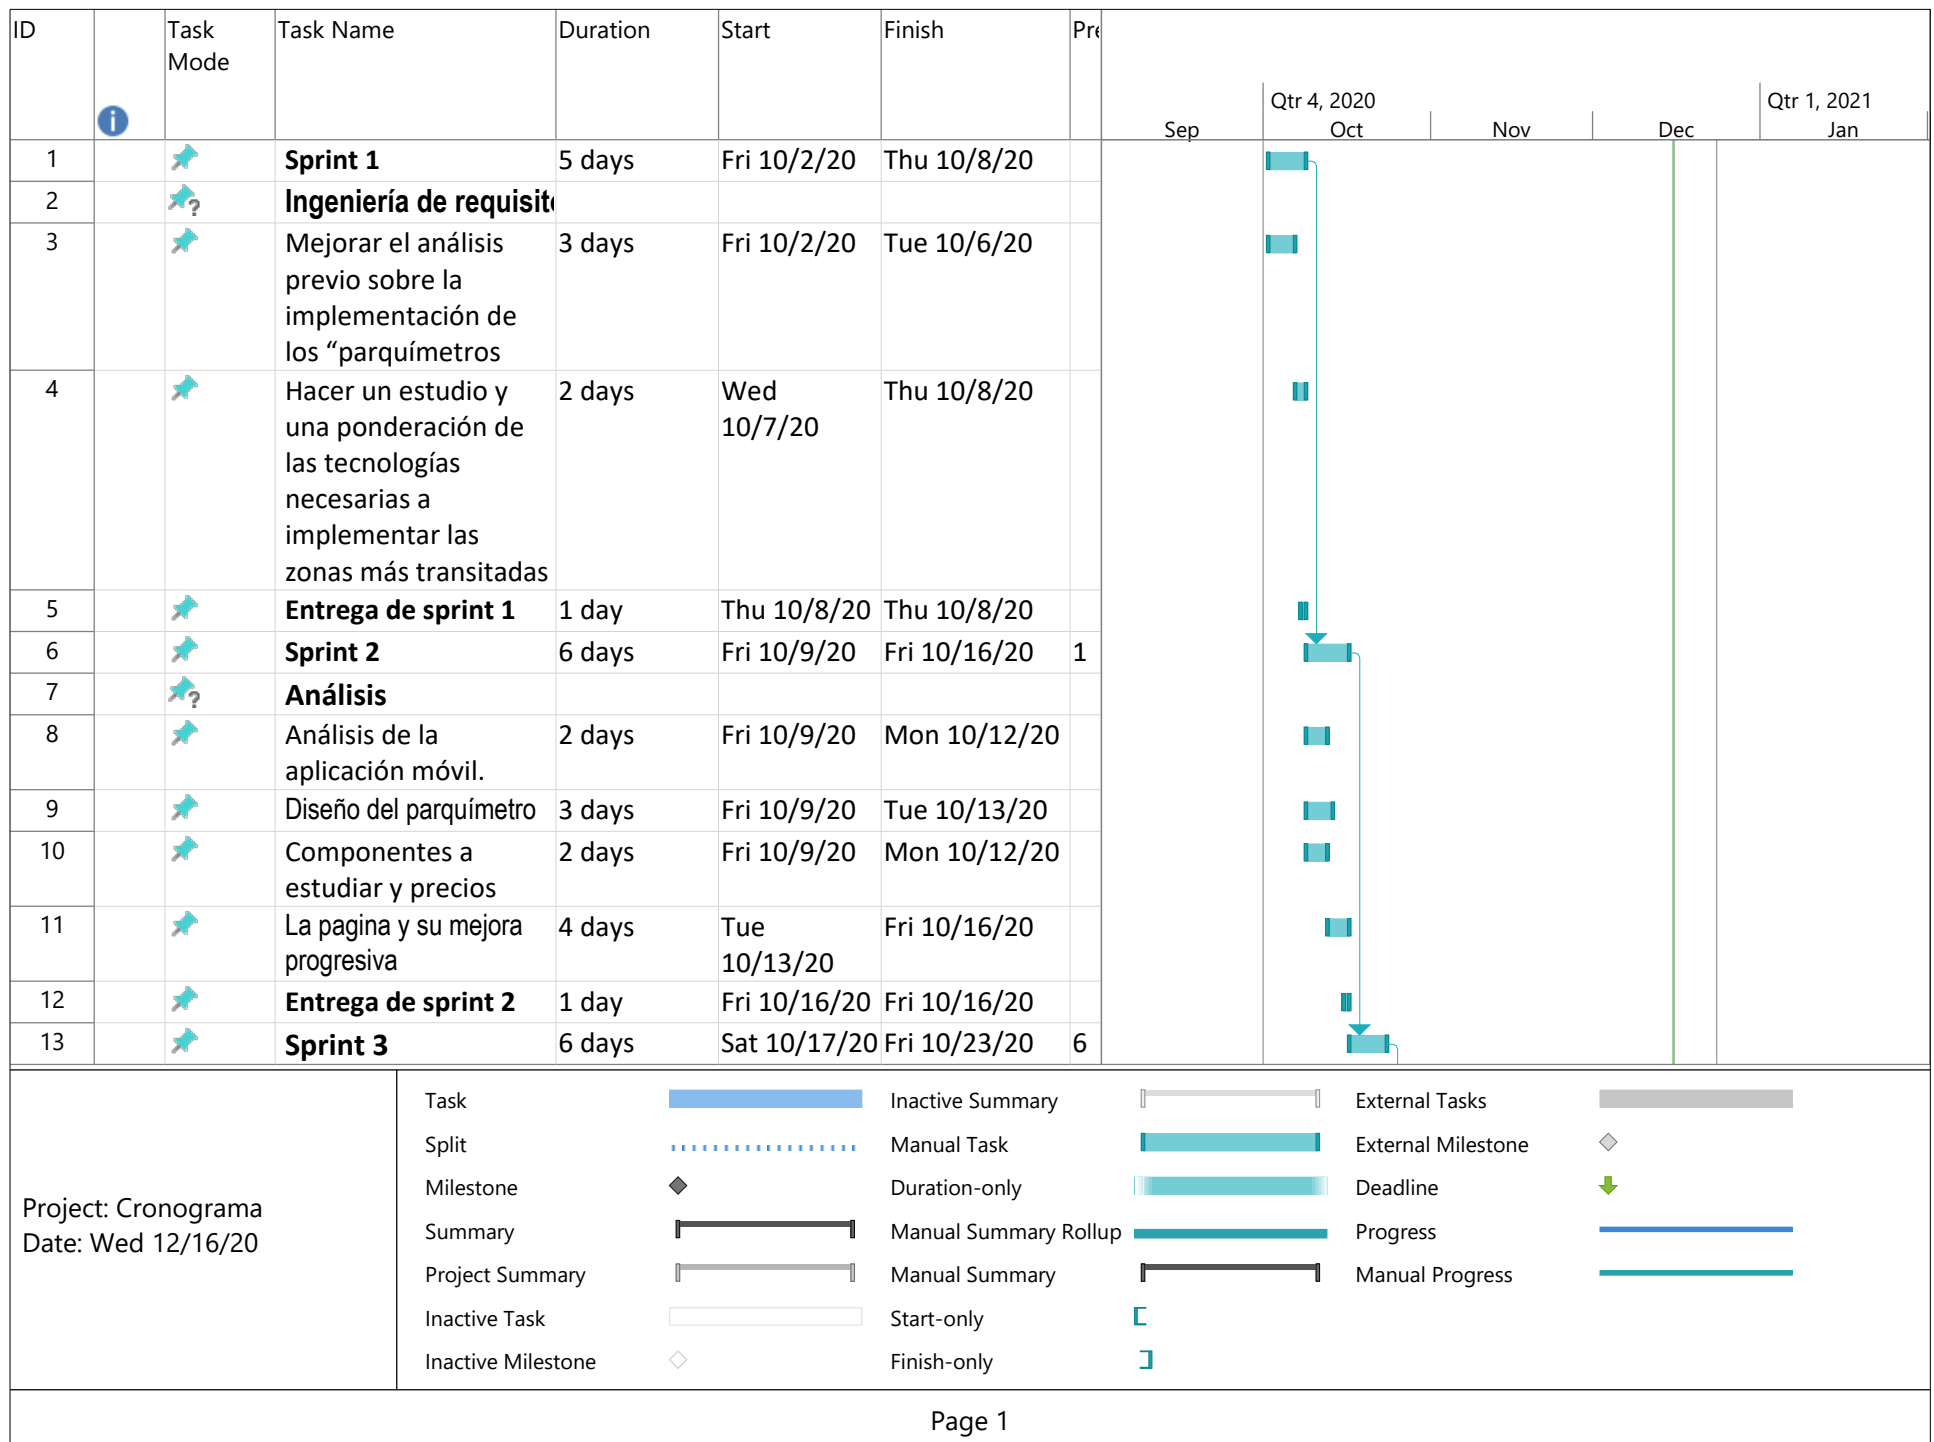 ID
Task Mode
Task Name
Duration
Start
Finish
Qtr 4, 2020
Qtr 1, 2021
Sep
Oct
Nov
Dec
Jan
1 Sprint 1 5 days Fri 10/2/20 Thu 10/8/20
2 Ingeniería de
3 Mejorar el análisis 3 days Fri 10/2/20 Tue 10/6/20
previo sobre la
implementación de
los “parquímetros
4 Hacer un estudio y 2 days Wed Thu 10/8/20
una ponderación de 10/7/20
las tecnologías
necesarias a
implementar las
zonas más transitadas
5 Entrega de sprint 1 1 day Thu 10/8/20 Thu 10/8/20
6 Sprint 2 6 days Fri 10/9/20 Fri 10/16/20 1
7 Análisis
8 Análisis de la 2 days Fri 10/9/20 Mon 10/12/20
aplicación móvil.
9 Diseño del parquímetro 3 days Fri 10/9/20 Tue 10/13/20
10 Componentes a 2 days Fri 10/9/20 Mon 10/12/20
estudiar y precios
11 La pagina y su mejora 4 days Tue Fri 10/16/20
progresiva 10/13/20
12 Entrega de sprint 2 1 day Fri 10/16/20 Fri 10/16/20
13 Sprint 3 6 days Sat 10/17/20 Fri 10/23/20 6
Project: Cronograma
Date: Wed 12/16/20
Task
Split
Milestone
Summary
Project Summary
Inactive Task
Inactive Milestone
Inactive Summary
Manual Task
Duration-only
Manual Summary Rollup
Manual Summary
Start-only
Finish-only
External Tasks
External Milestone
Deadline
Progress
Manual Progress
Page 1